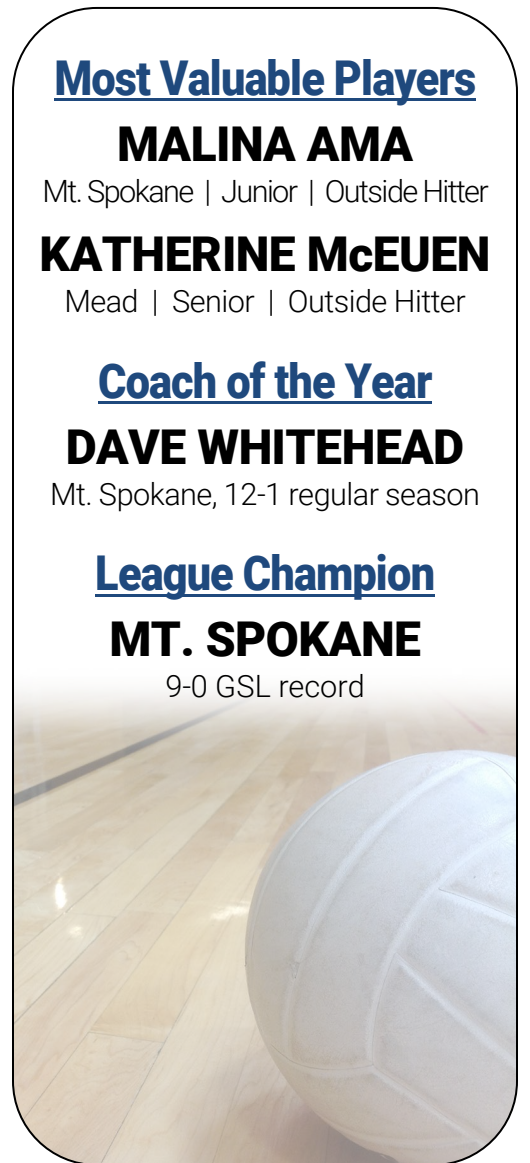 Most Valuable Players
MALINA AMA
Mt. Spokane | Junior | Outside Hitter
KATHERINE McEUEN
Mead | Senior | Outside Hitter
Coach of the Year
DAVE WHITEHEAD
Mt. Spokane, 12-1 regular season
League Champion
MT. SPOKANE
9-0 GSL record